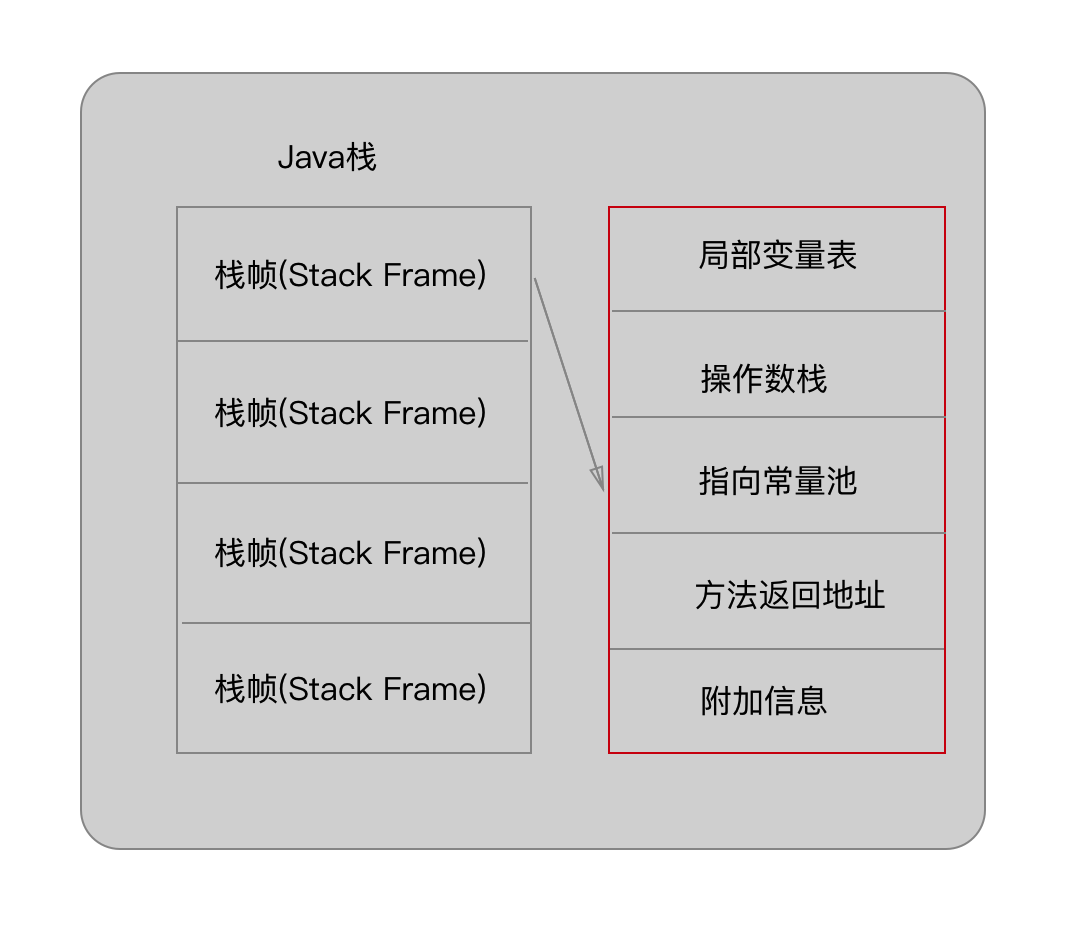 Java栈
栈帧(Stack Frame)
栈帧(Stack Frame)
栈帧(Stack Frame)
栈帧(Stack Frame)
局部变量表
操作数栈
指向常量池
方法返回地址
附加信息